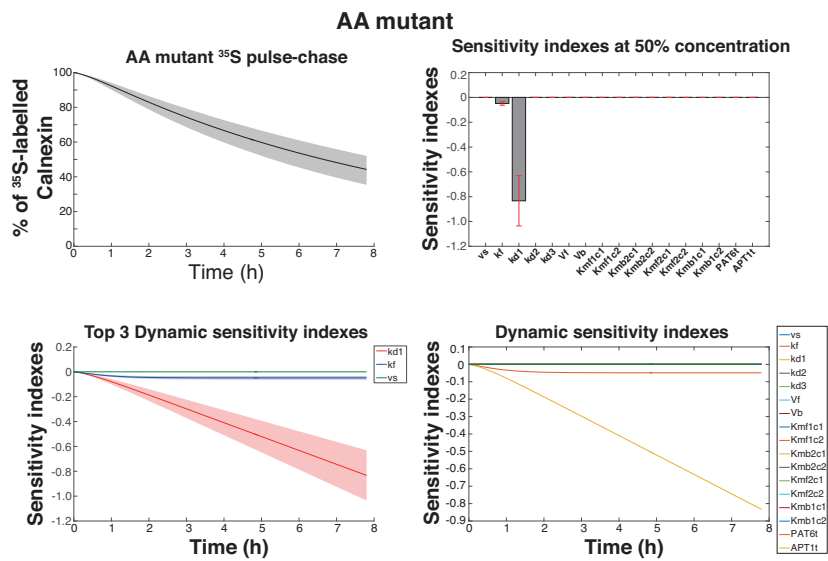 AA mutant
AA mutant ³⁵S pulse-chase
% of ³⁵S-labelled
Calnexin
100
80
60
40
20
0
0 1 2 3 4 5 6 7 8
Time (h)
Sensitivity indexes at 50% concentration
Sensitivity indexes
0.2
0
-0.2
-0.4
-0.6
-0.8
-1.0
-1.2
vs kf kd1 kd2 kd3 Vf Vb Kmf1c1 Kmf1c2 Kmb2c1 Kmb2c2 Kmf2c1 Kmf2c2 Kmb1c1 Kmb1c2 PAT6t APT1t
Top 3 Dynamic sensitivity indexes
Sensitivity indexes
0.2
0
-0.2
-0.4
-0.6
-0.8
-1.0
-1.2
0 1 2 3 4 5 6 7 8
Time (h)
kd1
kf
vs
Dynamic sensitivity indexes
Sensitivity indexes
0.1
0
-0.1
-0.2
-0.3
-0.4
-0.5
-0.6
-0.7
-0.8
-0.9
0 1 2 3 4 5 6 7 8
Time (h)
vs
kf
kd1
kd2
kd3
Vf
Vb
Kmf1c1
Kmf1c2
Kmb2c1
Kmb2c2
Kmf2c1
Kmf2c2
Kmb1c1
Kmb1c2
PAT6t
APT1t